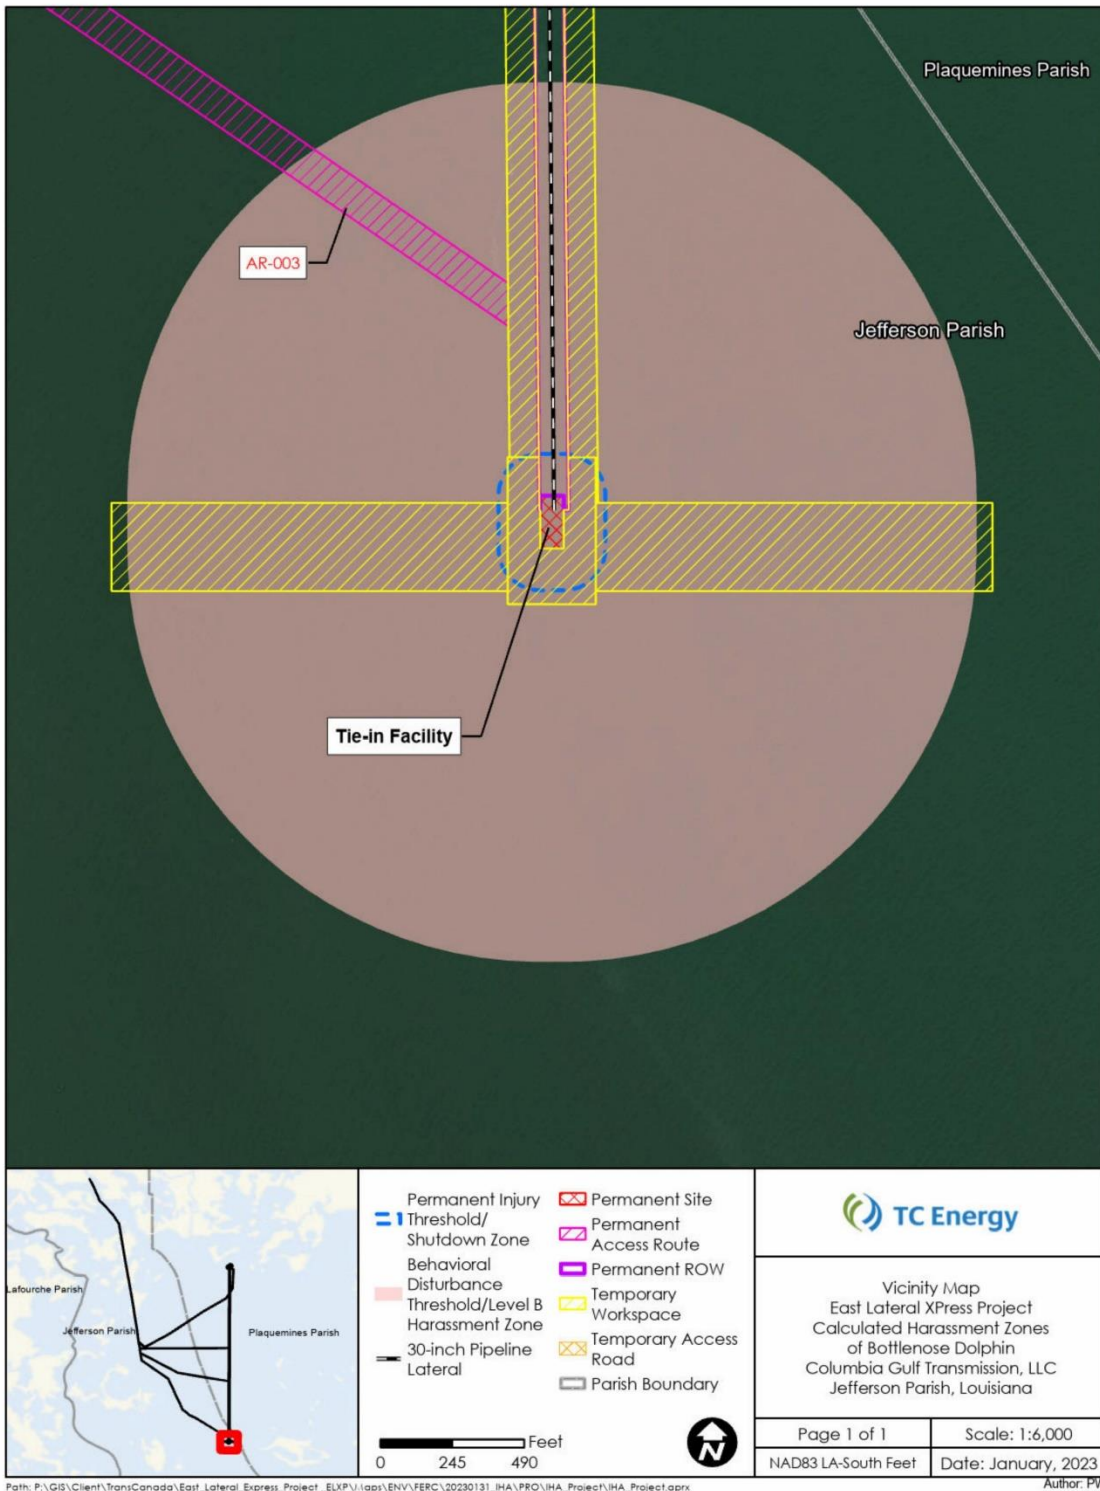 Plaquemines Parish
AR-003
Jefferson Parish
Tie-in Facility
Lafourche Parish
Jefferson Parish
Plaquemines Parish
Permanent Injury
Threshold/
Shutdown Zone
Behavioral
Disturbance
Threshold/Level B
Harassment Zone
30-inch Pipeline
Lateral
Permanent Site
Permanent
Access Route
Permanent ROW
Temporary
Workspace
Temporary Access
Road
Parish Boundary
Feet
0 245 490
N
TC Energy
Vicinity Map
East Lateral XPress Project
Calculated Harassment Zones
of Bottlenose Dolphin
Columbia Gulf Transmission, LLC
Jefferson Parish, Louisiana
Page 1 of 1
Scale: 1:6,000
NAD83 LA-South Feet
Date: January, 2023
Author: